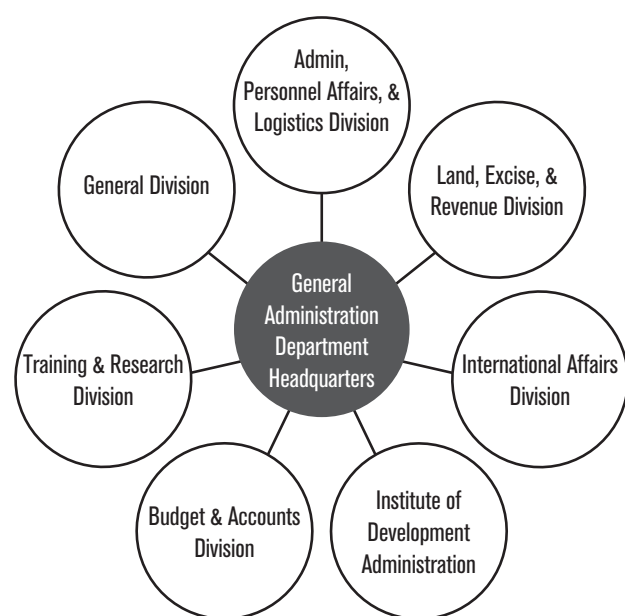 Admin,
Personnel Affairs, &
Logistics Division
General Division
Land, Excise, &
Revenue Division
General
Administration
Department
Headquarters
Training & Research
Division
International Affairs
Division
Budget & Accounts
Division
Institute of
Development
Administration